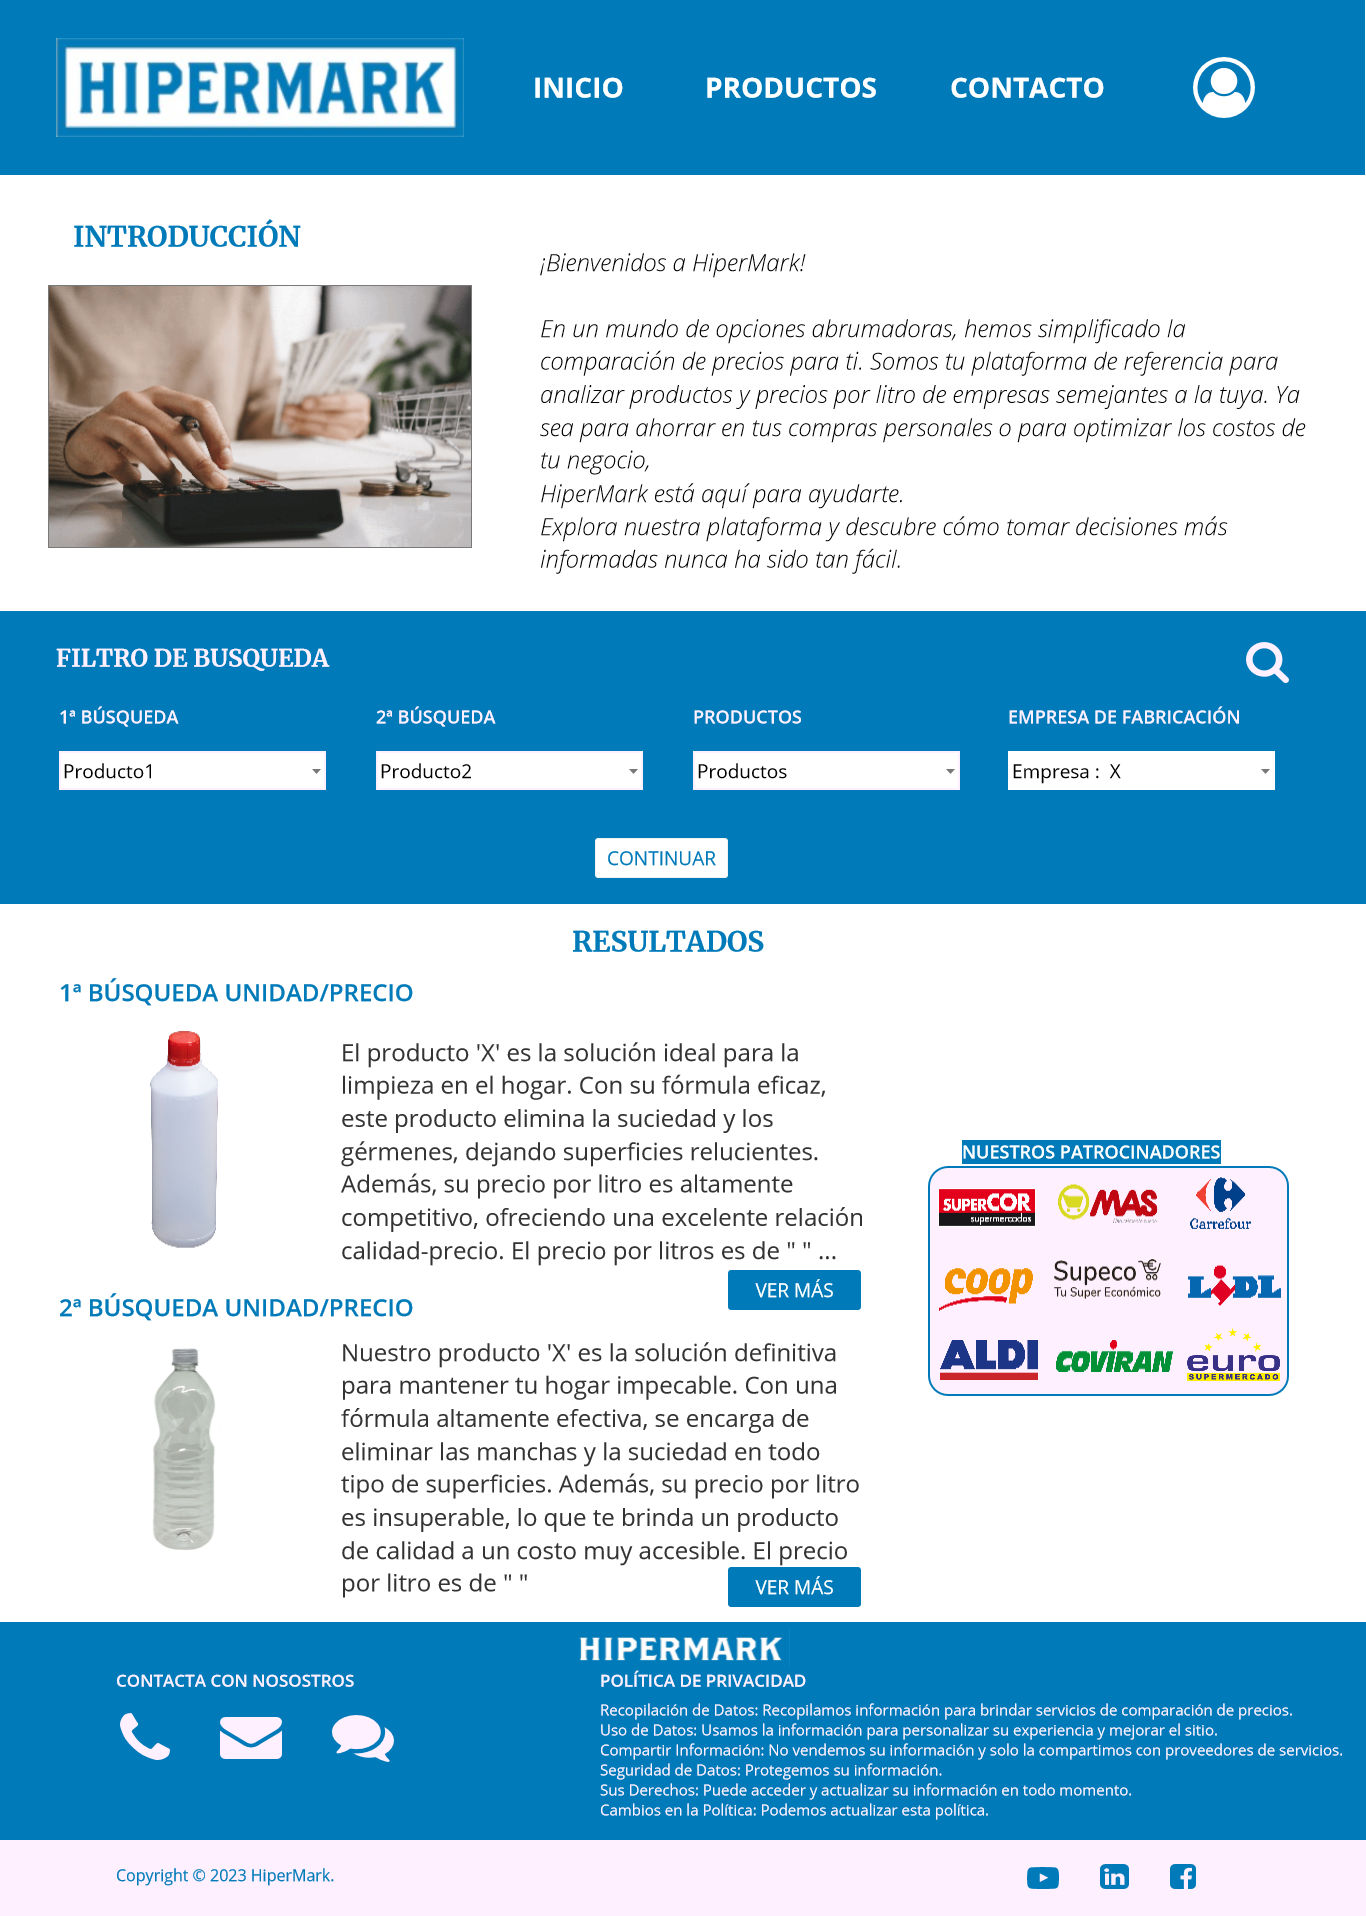 HIPERMARK
INICIO
PRODUCTOS
CONTACTO
INTRODUCCIÓN
¡Bienvenidos a HiperMark!
En un mundo de opciones abrumadoras, hemos simplificado la
comparación de precios para ti. Somos tu plataforma de referencia para
analizar productos y precios por litro de empresas semejantes a la tuya. Ya
sea para ahorrar en tus compras personales o para optimizar los costos de
tu negocio,
HiperMark está aquí para ayudarte.
Explora nuestra plataforma y descubre cómo tomar decisiones más
informadas nunca ha sido tan fácil.
FILTRO DE BUSQUEDA
1ª BÚSQUEDA
2ª BÚSQUEDA
PRODUCTOS
EMPRESA DE FABRICACIÓN
Producto1
Producto2
Productos
Empresa : X
CONTINUAR
RESULTADOS
1ª BÚSQUEDA UNIDAD/PRECIO
El producto 'X' es la solución ideal para la
limpieza en el hogar. Con su fórmula eficaz,
este producto elimina la suciedad y los
gérmenes, dejando superficies relucientes.
Además, su precio por litro es altamente
competitivo, ofreciendo una excelente relación
calidad-precio. El precio por litros es de " " ...
VER MÁS
2ª BÚSQUEDA UNIDAD/PRECIO
Nuestro producto 'X' es la solución definitiva
para mantener tu hogar impecable. Con una
fórmula altamente efectiva, se encarga de
eliminar las manchas y la suciedad en todo
tipo de superficies. Además, su precio por litro
es insuperable, lo que te brinda un producto
de calidad a un costo muy accesible. El precio
por litro es de " "
VER MÁS
NUESTROS PATROCINADORES
SUPERCOR
supermercados
MAS
Carrefour
coop
Supeco
Tu Super Económico
LIDL
ALDI
COVIRAN
euro
SUPERMERCADO
HIPERMARK
CONTACTA CON NOSOSTROS
POLÍTICA DE PRIVACIDAD
Recopilación de Datos: Recopilamos información para brindar servicios de comparación de precios.
Uso de Datos: Usamos la información para personalizar su experiencia y mejorar el sitio.
Compartir Información: No vendemos su información y solo la compartimos con proveedores de servicios.
Seguridad de Datos: Protegemos su información.
Sus Derechos: Puede acceder y actualizar su información en todo momento.
Cambios en la Política: Podemos actualizar esta política.
Copyright © 2023 HiperMark.